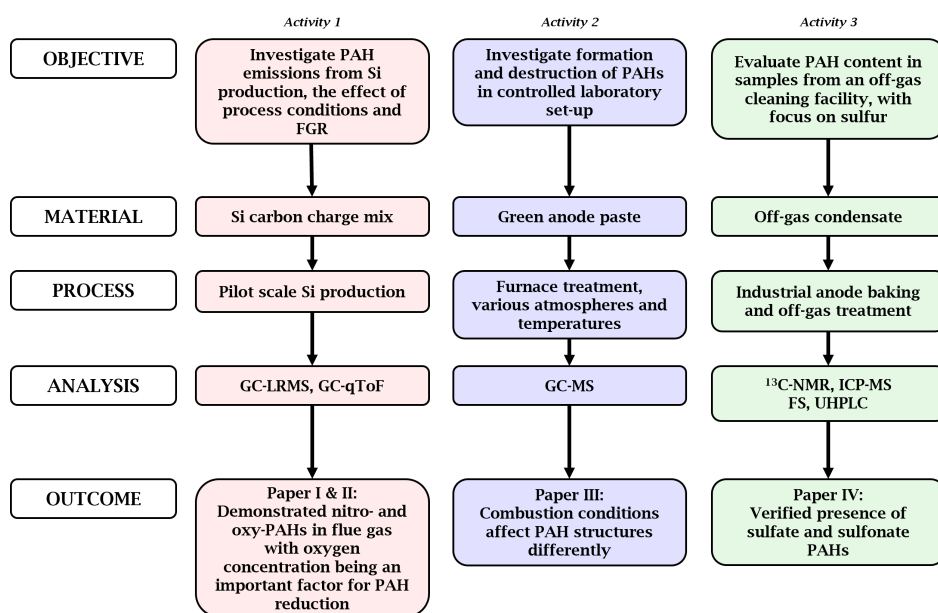 Activity 1
Activity 2
Activity 3
OBJECTIVE
Investigate PAH
emissions from Si
production, the effect of
process conditions and
FGR
Investigate formation
and destruction of PAHs
in controlled laboratory
set-up
Evaluate PAH content in
samples from an off-gas
cleaning facility, with
focus on sulfur
MATERIAL
Si carbon charge mix
Green anode paste
Off-gas condensate
PROCESS
Pilot scale Si production
Furnace treatment,
various atmospheres and
temperatures
Industrial anode baking
and off-gas treatment
ANALYSIS
GC-LRMS, GC-qToF
GC-MS
¹³C-NMR, ICP-MS
FS, UHPLC
OUTCOME
Paper I & II:
Demonstrated nitro- and
oxy-PAHs in flue gas
with oxygen
concentration being an
important factor for PAH
reduction
Paper III:
Combustion conditions
affect PAH structures
differently
Paper IV:
Verified presence of
sulfate and sulfonate
PAHs